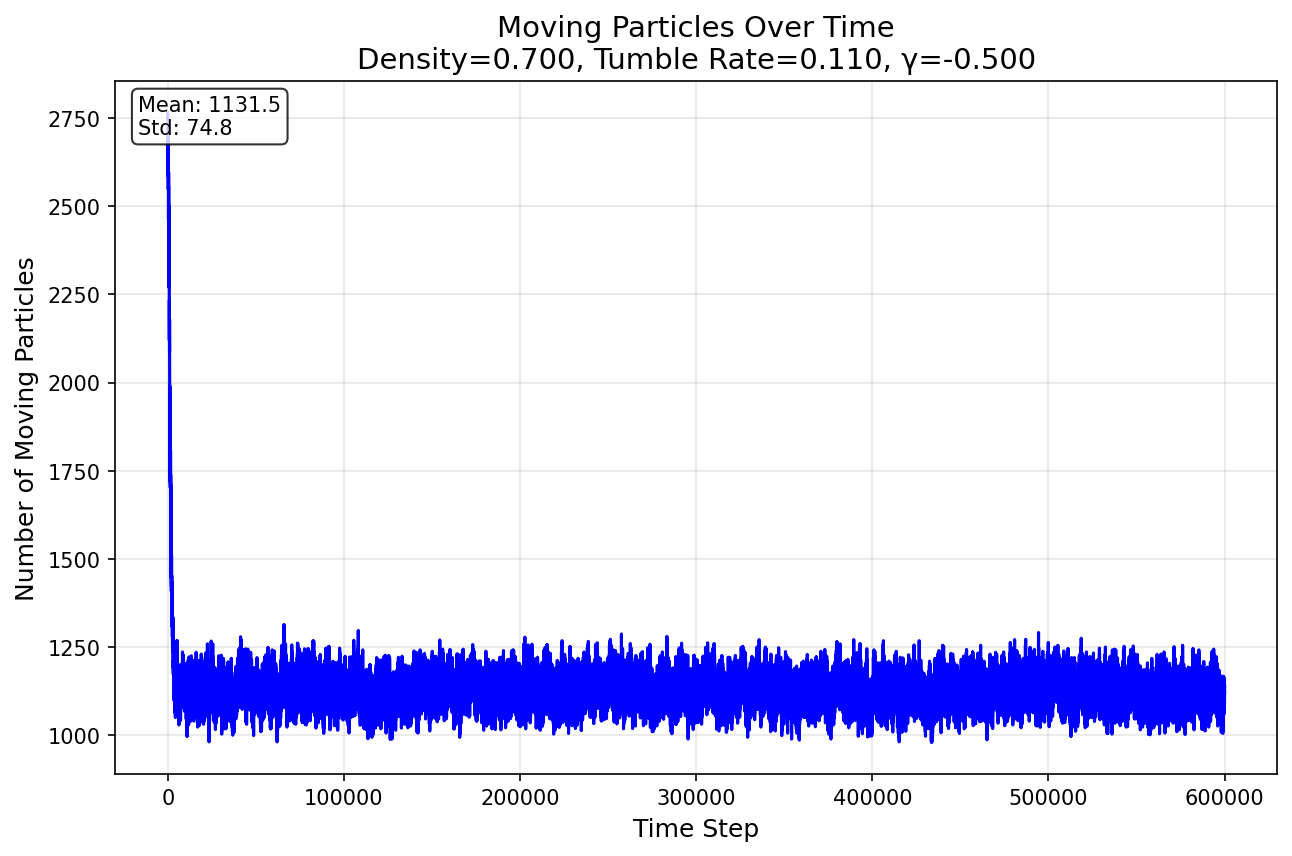 Moving Particles Over Time
Density=0.700, Tumble Rate=0.110, γ=-0.500
Mean: 1131.5
Std: 74.8
Number of Moving Particles
2750
2500
2250
2000
1750
1500
1250
1000
0 100000 200000 300000 400000 500000 600000
Time Step